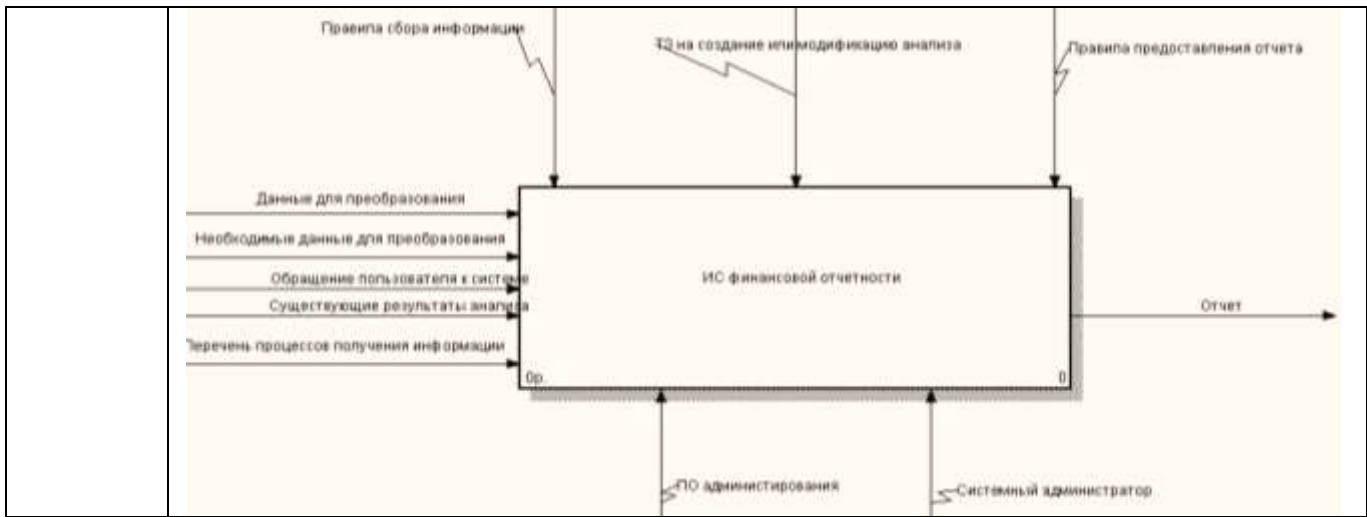 Правила сбора информации
ТЗ на создание или модификацию анализа
Правила предоставления отчета
Данные для преобразования
Необходимые данные для преобразования
Обращение пользователя к системе
Существующие результаты анализа
Перечень процессов получения информации
ИС финансовой отчетности
Отчет
0р.
0
ПО администирования
Системный администратор